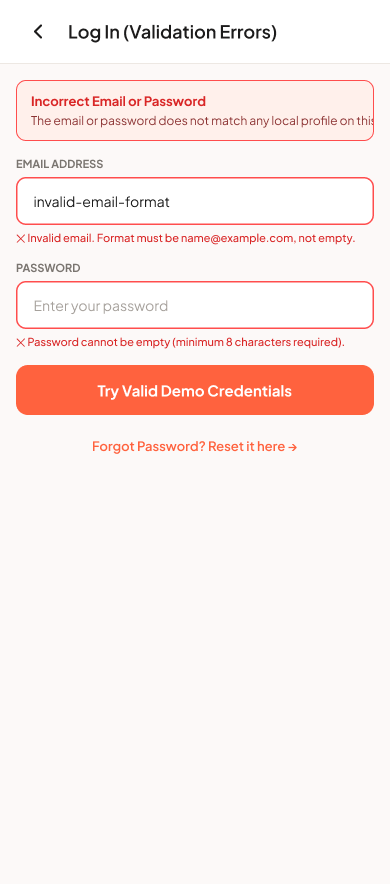 Log In (Validation Errors)
Incorrect Email or Password
The email or password does not match any local profile on this
EMAIL ADDRESS
invalid-email-format
✕ Invalid email. Format must be name@example.com, not empty.
PASSWORD
Enter your password
✕ Password cannot be empty (minimum 8 characters required).
Try Valid Demo Credentials
Forgot Password? Reset it here →